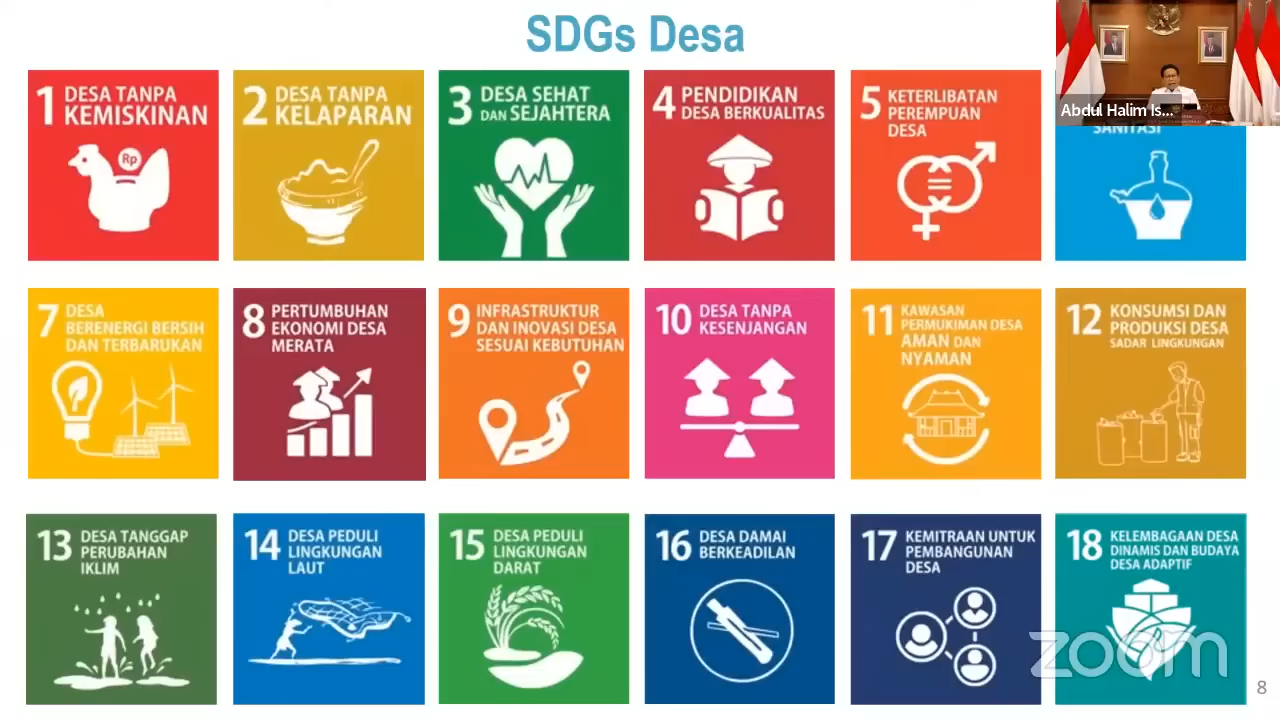 SDGs Desa
Abdul Halim Is...
1 DESA TANPA
KEMISKINAN
Rp
2 DESA TANPA
KELAPARAN
3 DESA SEHAT
DAN SEJAHTERA
4 PENDIDIKAN
DESA BERKUALITAS
5 KETERLIBATAN
PEREMPUAN
DESA
SANITASI
7 DESA
BERENERGI BERSIH
DAN TERBARUKAN
8 PERTUMBUHAN
EKONOMI DESA
MERATA
9 INFRASTRUKTUR
DAN INOVASI DESA
SESUAI KEBUTUHAN
10 DESA TANPA
KESENJANGAN
11 KAWASAN
PERMUKIMAN DESA
AMAN DAN
NYAMAN
12 KONSUMSI DAN
PRODUKSI DESA
SADAR LINGKUNGAN
13 DESA TANGGAP
PERUBAHAN
IKLIM
14 DESA PEDULI
LINGKUNGAN
LAUT
15 DESA PEDULI
LINGKUNGAN
DARAT
16 DESA DAMAI
BERKEADILAN
17 KEMITRAAN UNTUK
PEMBANGUNAN
DESA
18 KELEMBAGAAN DESA
DINAMIS DAN BUDAYA
DESA ADAPTIF
zoom
8